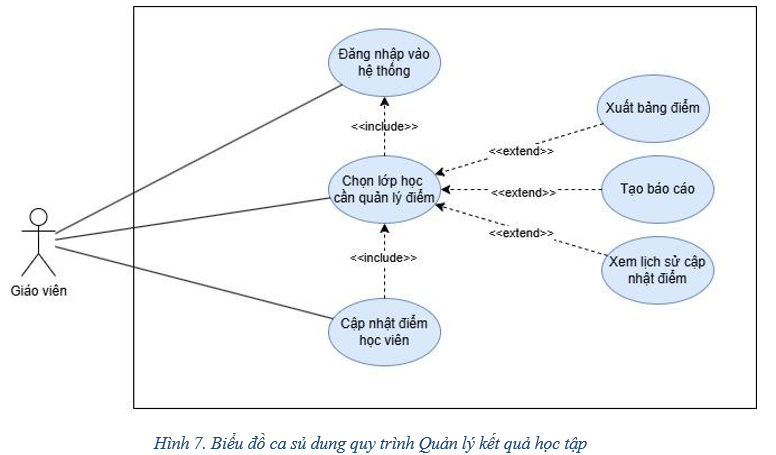 Đăng nhập vào
hệ thống
<<include>>
Xuất bảng điểm
<<extend>>
Chọn lớp học
cần quản lý điểm
<<extend>>
Tạo báo cáo
<<extend>>
<<include>>
Xem lịch sử cập
nhật điểm
Giáo viên
Cập nhật điểm
học viên
Hình 7. Biểu đồ ca sủ dung quy trình Quản lý kết quả học tập